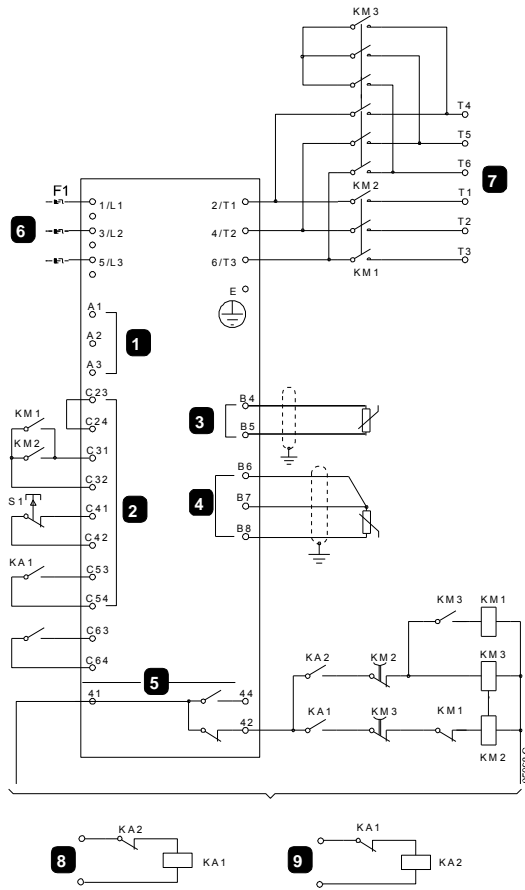 KM3
T4
T5
T6
7
F1
KM2
T1
1/L1
2/T1
6
3/L2
4/T2
T2
5/L3
6/T3
T3
KM1
E
A1
A2
1
A3
C23
B4
KM1
C24
3
B5
KM2
C31
B6
C32
S1
C41
2
4
B7
C42
B8
KA1
C53
C54
KM3
KM1
C63
C64
KA2
KM2
KM3
5
41
44
KA1
KM3
KM1
42
KM2
KA2
8
KA1
KA1
9
KA2